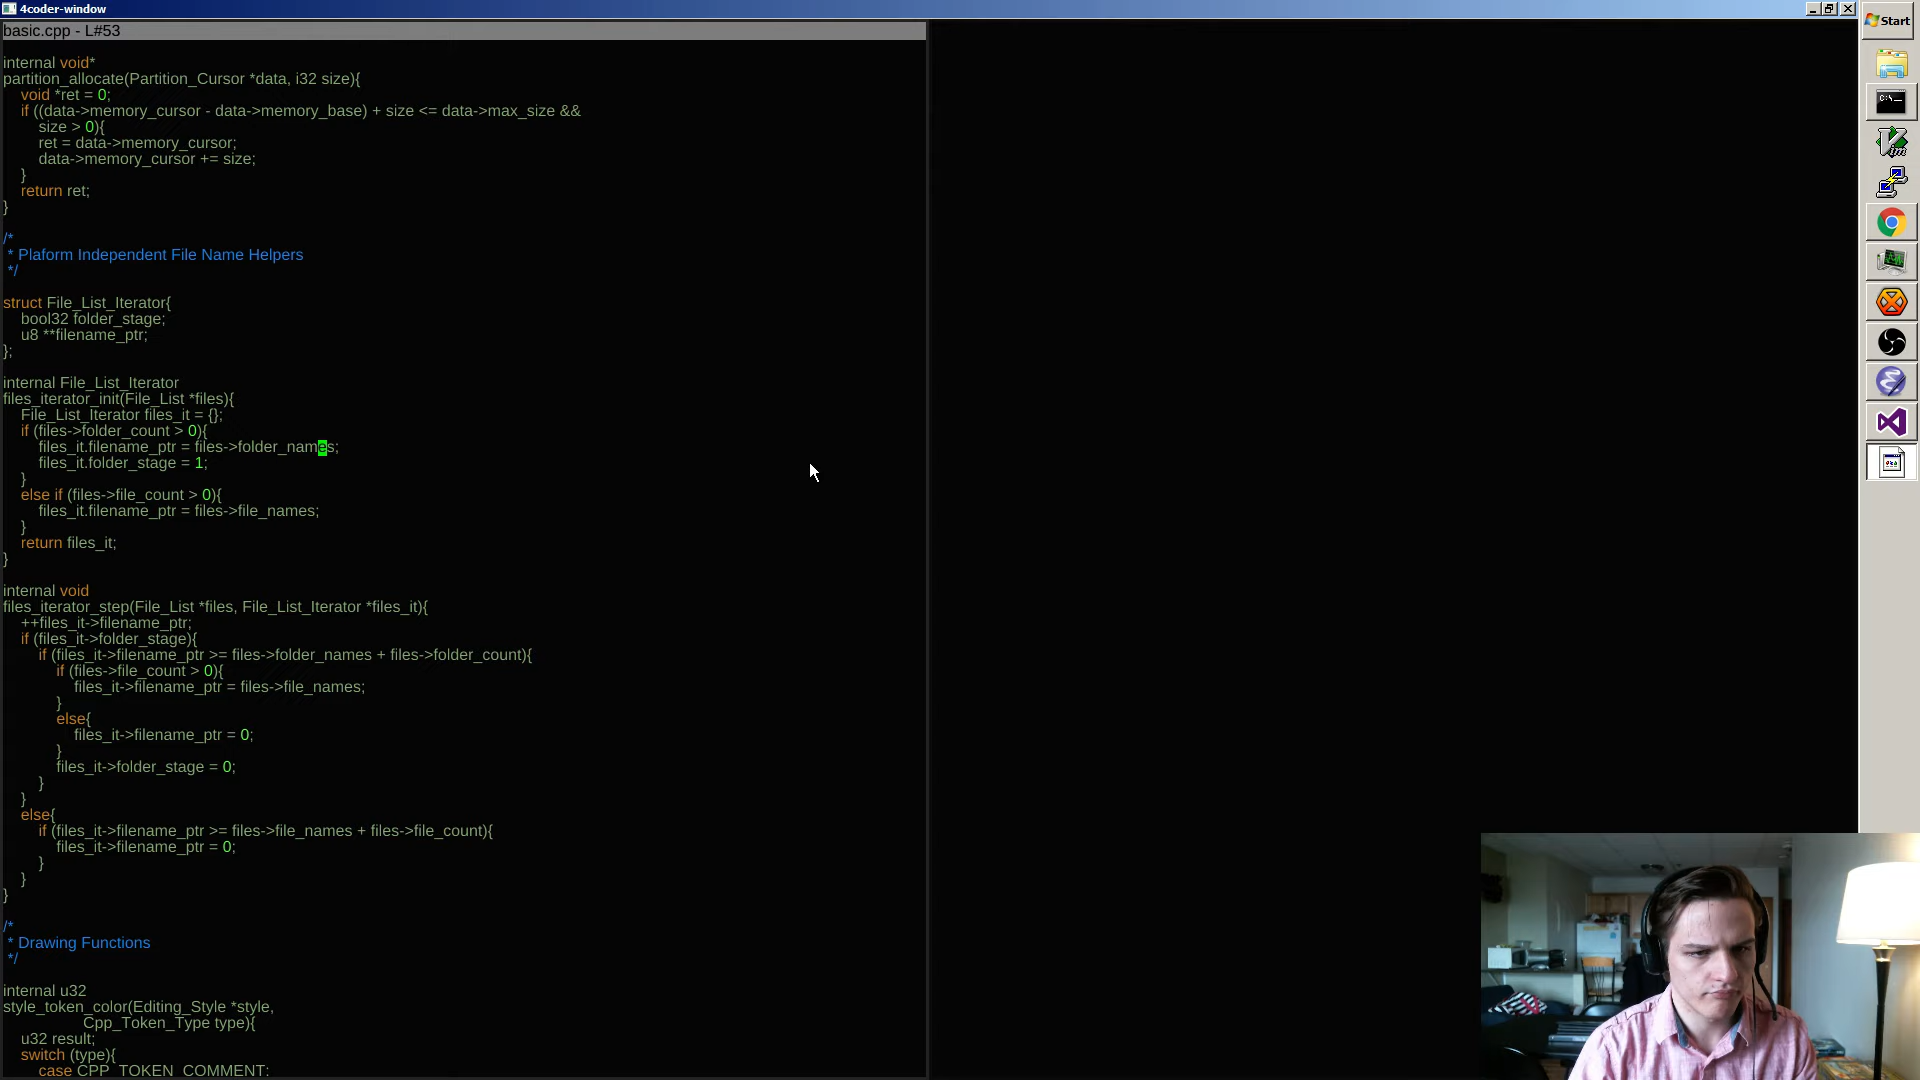 4coder-window
Start
basic.cpp - L#53
internal void*
partition_allocate(Partition_Cursor *data, i32 size){
    void *ret = 0;
    if ((data->memory_cursor - data->memory_base) + size <= data->max_size &&
        size > 0){
        ret = data->memory_cursor;
        data->memory_cursor += size;
    }
    return ret;
}
/*
 * Plaform Independent File Name Helpers
 */
struct File_List_Iterator{
    bool32 folder_stage;
    u8 **filename_ptr;
};
internal File_List_Iterator
files_iterator_init(File_List *files){
    File_List_Iterator files_it = {};
    if (files->folder_count > 0){
        files_it.filename_ptr = files->folder_names;
        files_it.folder_stage = 1;
    }
    else if (files->file_count > 0){
        files_it.filename_ptr = files->file_names;
    }
    return files_it;
}
internal void
files_iterator_step(File_List *files, File_List_Iterator *files_it){
    ++files_it->filename_ptr;
    if (files_it->folder_stage){
        if (files_it->filename_ptr >= files->folder_names + files->folder_count){
            if (files->file_count > 0){
                files_it->filename_ptr = files->file_names;
            }
            else{
                files_it->filename_ptr = 0;
            }
            files_it->folder_stage = 0;
        }
    }
    else{
        if (files_it->filename_ptr >= files->file_names + files->file_count){
            files_it->filename_ptr = 0;
        }
    }
}
/*
 * Drawing Functions
 */
internal u32
style_token_color(Editing_Style *style,
                  Cpp_Token_Type type){
    u32 result;
    switch (type){
        case CPP_TOKEN_COMMENT: